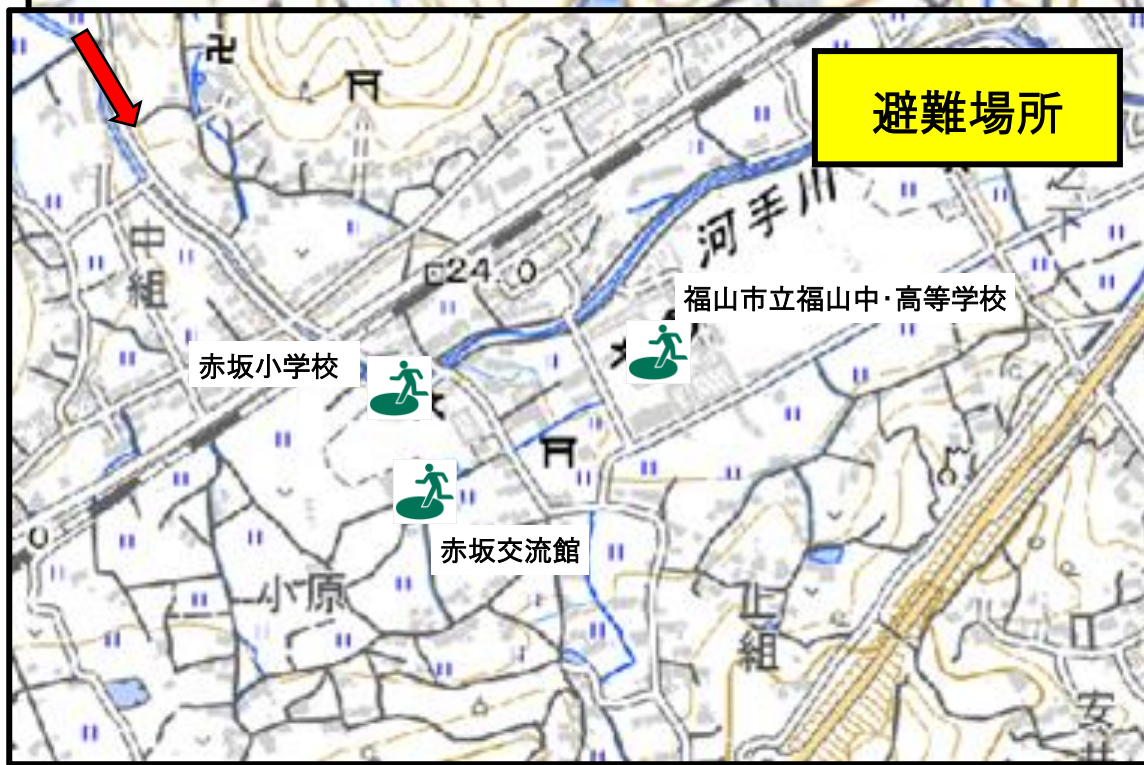 避難場所
河手川
中組
24.0
福山市立福山中・高等学校
赤坂小学校
赤坂交流館
小原
上組